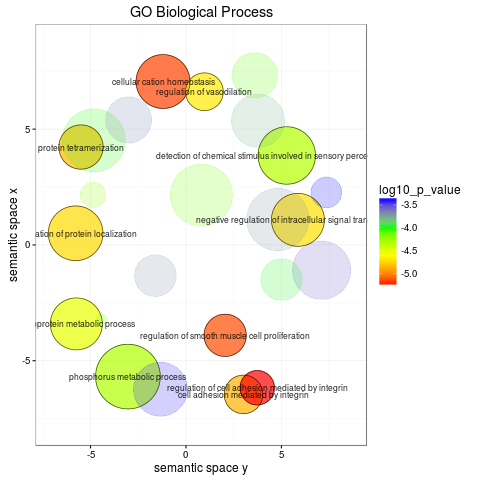 GO Biological Process
cellular cation homeostasis
regulation of vasodilation
protein tetramerization
detection of chemical stimulus involved in sensory perce
negative regulation of intracellular signal tran
ation of protein localization
protein metabolic process
regulation of smooth muscle cell proliferation
phosphorus metabolic process
regulation of cell adhesion mediated by integrin
cell adhesion mediated by integrin
5
0
-5
-5
0
5
semantic space x
semantic space y
log10_p_value
-3.5
-4.0
-4.5
-5.0